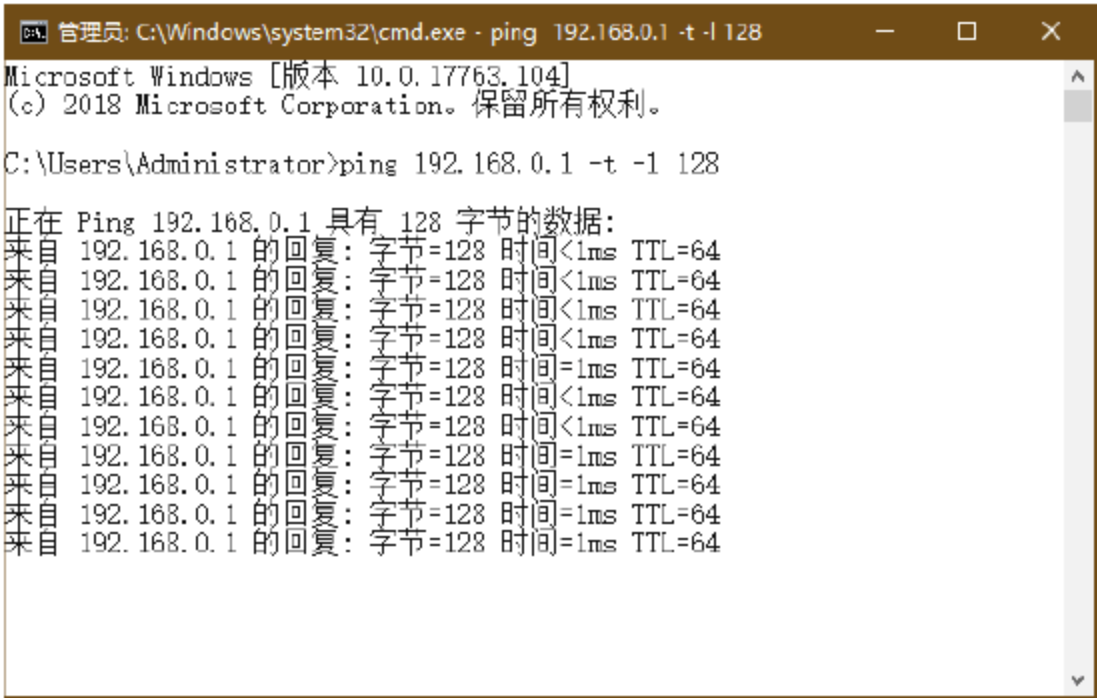 管理员: C:\Windows\system32\cmd.exe - ping 192.168.0.1 -t -l 128
Microsoft Windows [版本 10.0.17763.104]
(c) 2018 Microsoft Corporation。保留所有权利。
C:\Users\Administrator>ping 192.168.0.1 -t -l 128
正在 Ping 192.168.0.1 具有 128 字节的数据:
来自 192.168.0.1 的回复: 字节=128 时间<1ms TTL=64
来自 192.168.0.1 的回复: 字节=128 时间<1ms TTL=64
来自 192.168.0.1 的回复: 字节=128 时间<1ms TTL=64
来自 192.168.0.1 的回复: 字节=128 时间<1ms TTL=64
来自 192.168.0.1 的回复: 字节=128 时间=1ms TTL=64
来自 192.168.0.1 的回复: 字节=128 时间<1ms TTL=64
来自 192.168.0.1 的回复: 字节=128 时间<1ms TTL=64
来自 192.168.0.1 的回复: 字节=128 时间=1ms TTL=64
来自 192.168.0.1 的回复: 字节=128 时间=1ms TTL=64
来自 192.168.0.1 的回复: 字节=128 时间=1ms TTL=64
来自 192.168.0.1 的回复: 字节=128 时间=1ms TTL=64